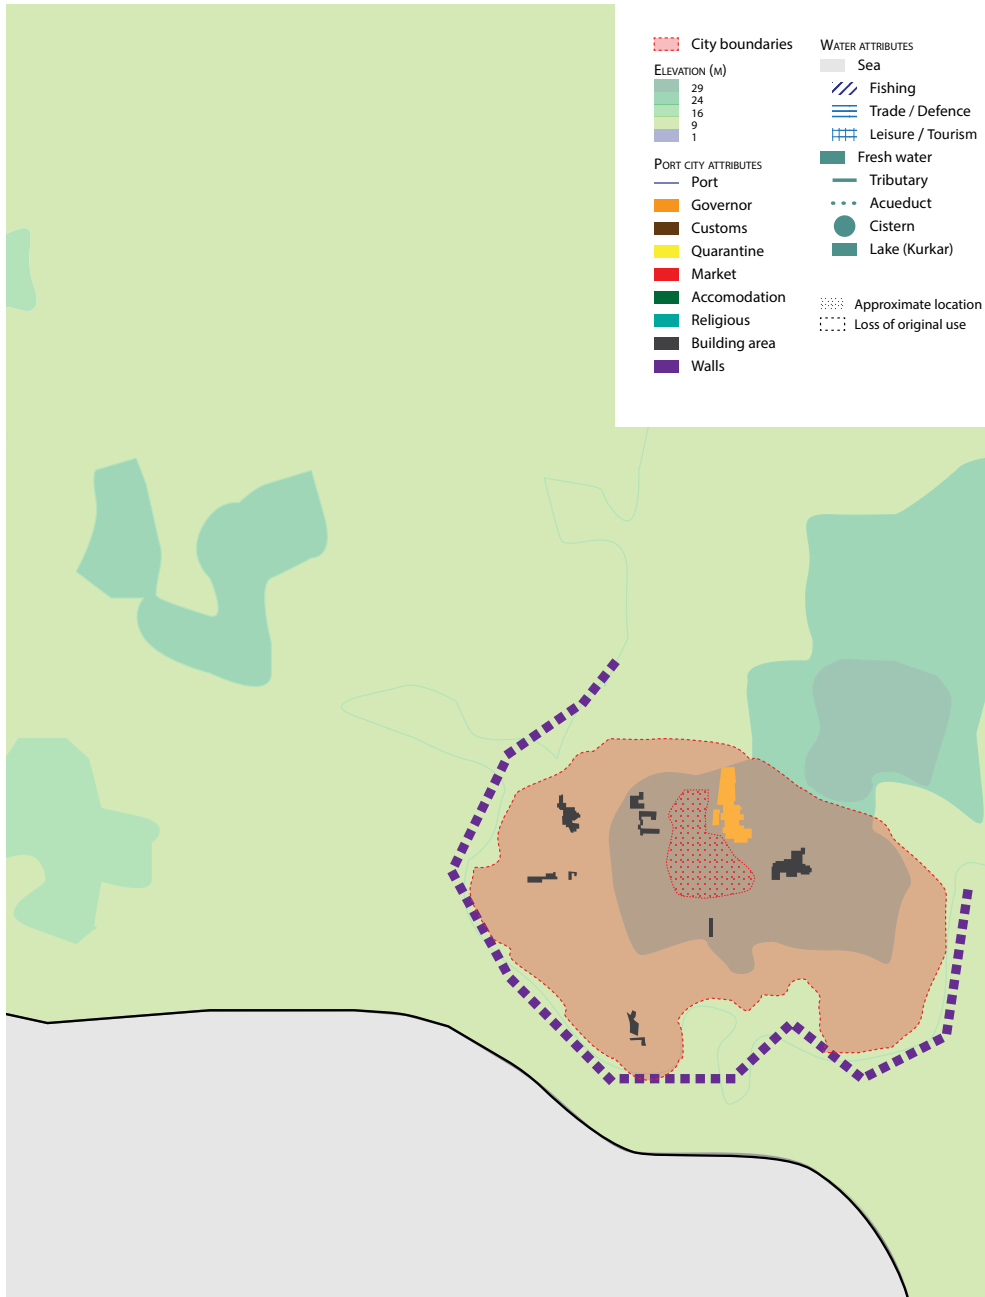 City boundaries
Elevation (m)
29
24
16
9
1
Port city attributes
Port
Governor
Customs
Quarantine
Market
Accomodation
Religious
Building area
Walls
Water attributes
Sea
Fishing
Trade / Defence
Leisure / Tourism
Fresh water
Tributary
Acueduct
Cistern
Lake (Kurkar)
Approximate location
Loss of original use